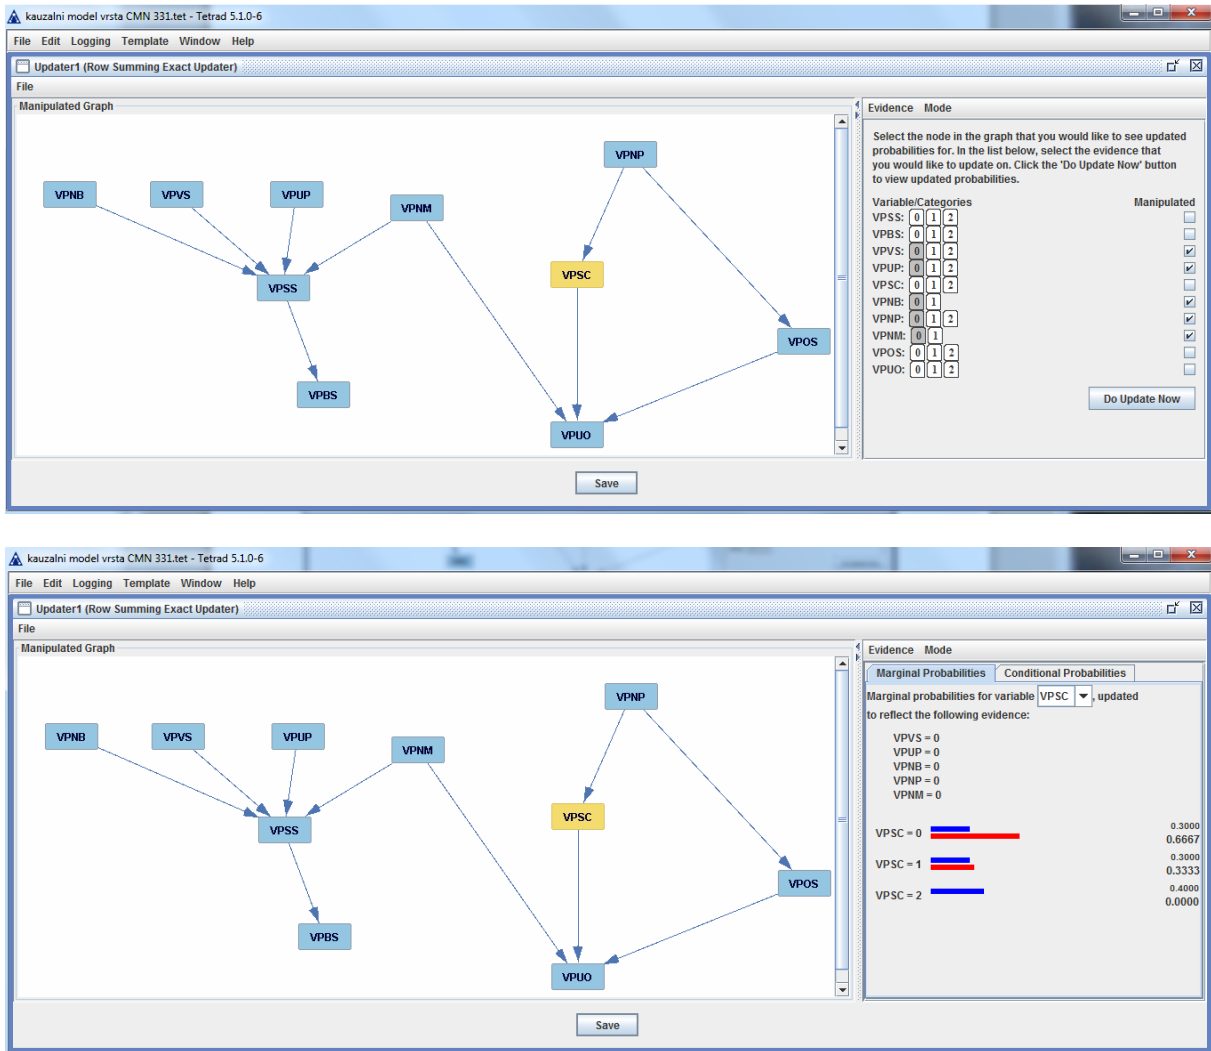 kauzalni model vrsta CMN 331.tet - Tetrad 5.1.0-6
File Edit Logging Template Window Help
Updater1 (Row Summing Exact Updater)
File
Manipulated Graph
VPNP
VPNB
VPVS
VPUP
VPNM
VPSC
VPSS
VPOS
VPBS
VPUO
Evidence Mode
Select the node in the graph that you would like to see updated
probabilities for. In the list below, select the evidence that
you would like to update on. Click the 'Do Update Now' button
to view updated probabilities.
Variable/Categories Manipulated
VPSS: 0 1 2
VPBS: 0 1 2
VPVS: 0 1 2
VPUP: 0 1 2
VPSC: 0 1 2
VPNB: 0 1
VPNP: 0 1 2
VPNM: 0 1
VPOS: 0 1 2
VPUO: 0 1 2
Do Update Now
Save
kauzalni model vrsta CMN 331.tet - Tetrad 5.1.0-6
File Edit Logging Template Window Help
Updater1 (Row Summing Exact Updater)
File
Manipulated Graph
VPNP
VPNB
VPVS
VPUP
VPNM
VPSC
VPSS
VPOS
VPBS
VPUO
Evidence Mode
Marginal Probabilities Conditional Probabilities
Marginal probabilities for variable VPSC , updated
to reflect the following evidence:
VPVS = 0
VPUP = 0
VPNB = 0
VPNP = 0
VPNM = 0
VPSC = 0 0.3000
0.6667
VPSC = 1 0.3000
0.3333
VPSC = 2 0.4000
0.0000
Save